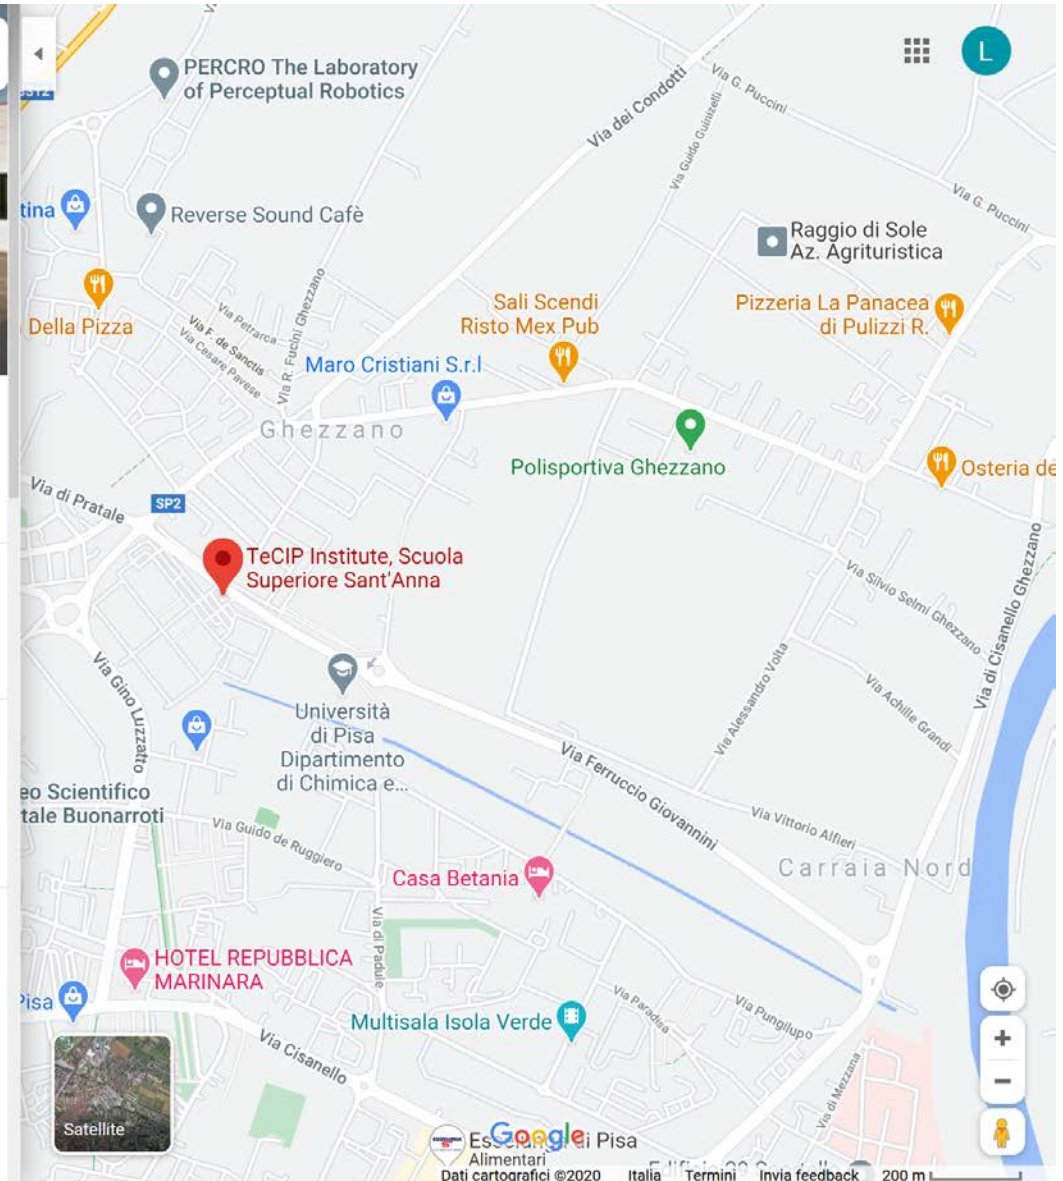 PERCRO The Laboratory
of Perceptual Robotics
L
Via dei Condotti
Via G. Puccini
Via Guido Guinizelli
Via G. Puccini
tina
Reverse Sound Cafè
Raggio di Sole
Az. Agrituristica
Della Pizza
Via Petrarca
Via F. de Sanctis
Via Cesare Pavese
Via R. Fucini Ghezzano
Sali Scendi
Risto Mex Pub
Pizzeria La Panacea
di Pulizzi R.
Maro Cristiani S.r.l
Ghezzano
Polisportiva Ghezzano
Osteria de
Via di Pratale
SP2
TeCIP Institute, Scuola
Superiore Sant'Anna
Via Silvio Selmi Ghezzano
Via di Cisanello Ghezzano
Via Gino Luzzatto
Università
di Pisa
Dipartimento
di Chimica e...
Via Alessandro Volta
Via Achille Grandi
Via Ferruccio Giovannini
eo Scientifico
tale Buonarroti
Via Guido de Ruggiero
Via Vittorio Alfieri
Carraia Nord
Casa Betania
Via di Padule
HOTEL REPUBBLICA
MARINARA
Pisa
Multisala Isola Verde
Via Paradisa
Via Pungilupo
Via Cisanello
Via di Mezzana
Satellite
Google
di Pisa
Alimentari
Dati cartografici ©2020 Italia Termini Invia feedback 200 m